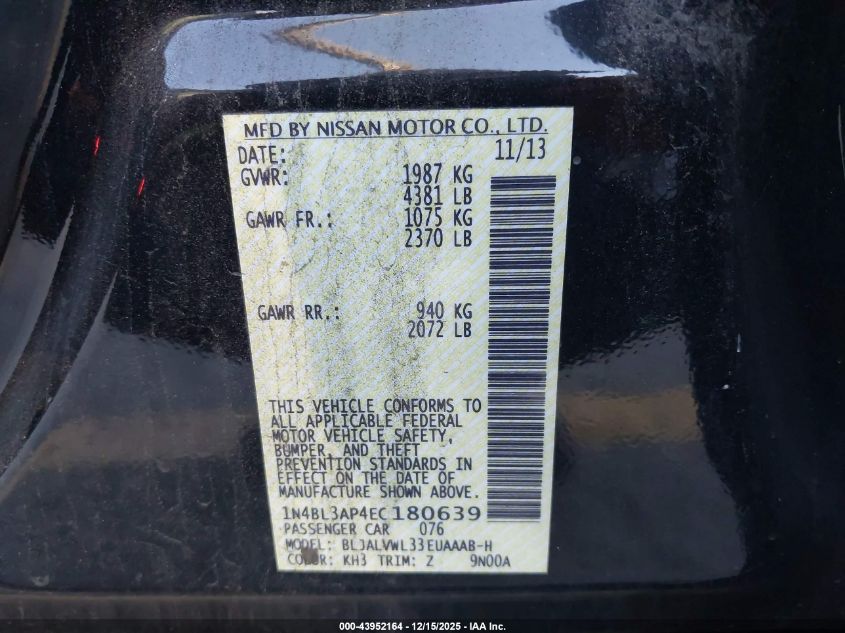 MFD BY NISSAN MOTOR CO., LTD.
DATE: 11/13
GVWR: 1987 KG
4381 LB
GAWR FR.: 1075 KG
2370 LB
GAWR RR.: 940 KG
2072 LB
THIS VEHICLE CONFORMS TO
ALL APPLICABLE FEDERAL
MOTOR VEHICLE SAFETY,
BUMPER, AND THEFT
PREVENTION STANDARDS IN
EFFECT ON THE DATE OF
MANUFACTURE SHOWN ABOVE.
1N4BL3AP4EC180639
PASSENGER CAR 076
MODEL: BLJALVWL33EUAAAB-H
COLOR: KH3 TRIM: Z 9N00A
000-43952164 - 12/15/2025 - IAA Inc.